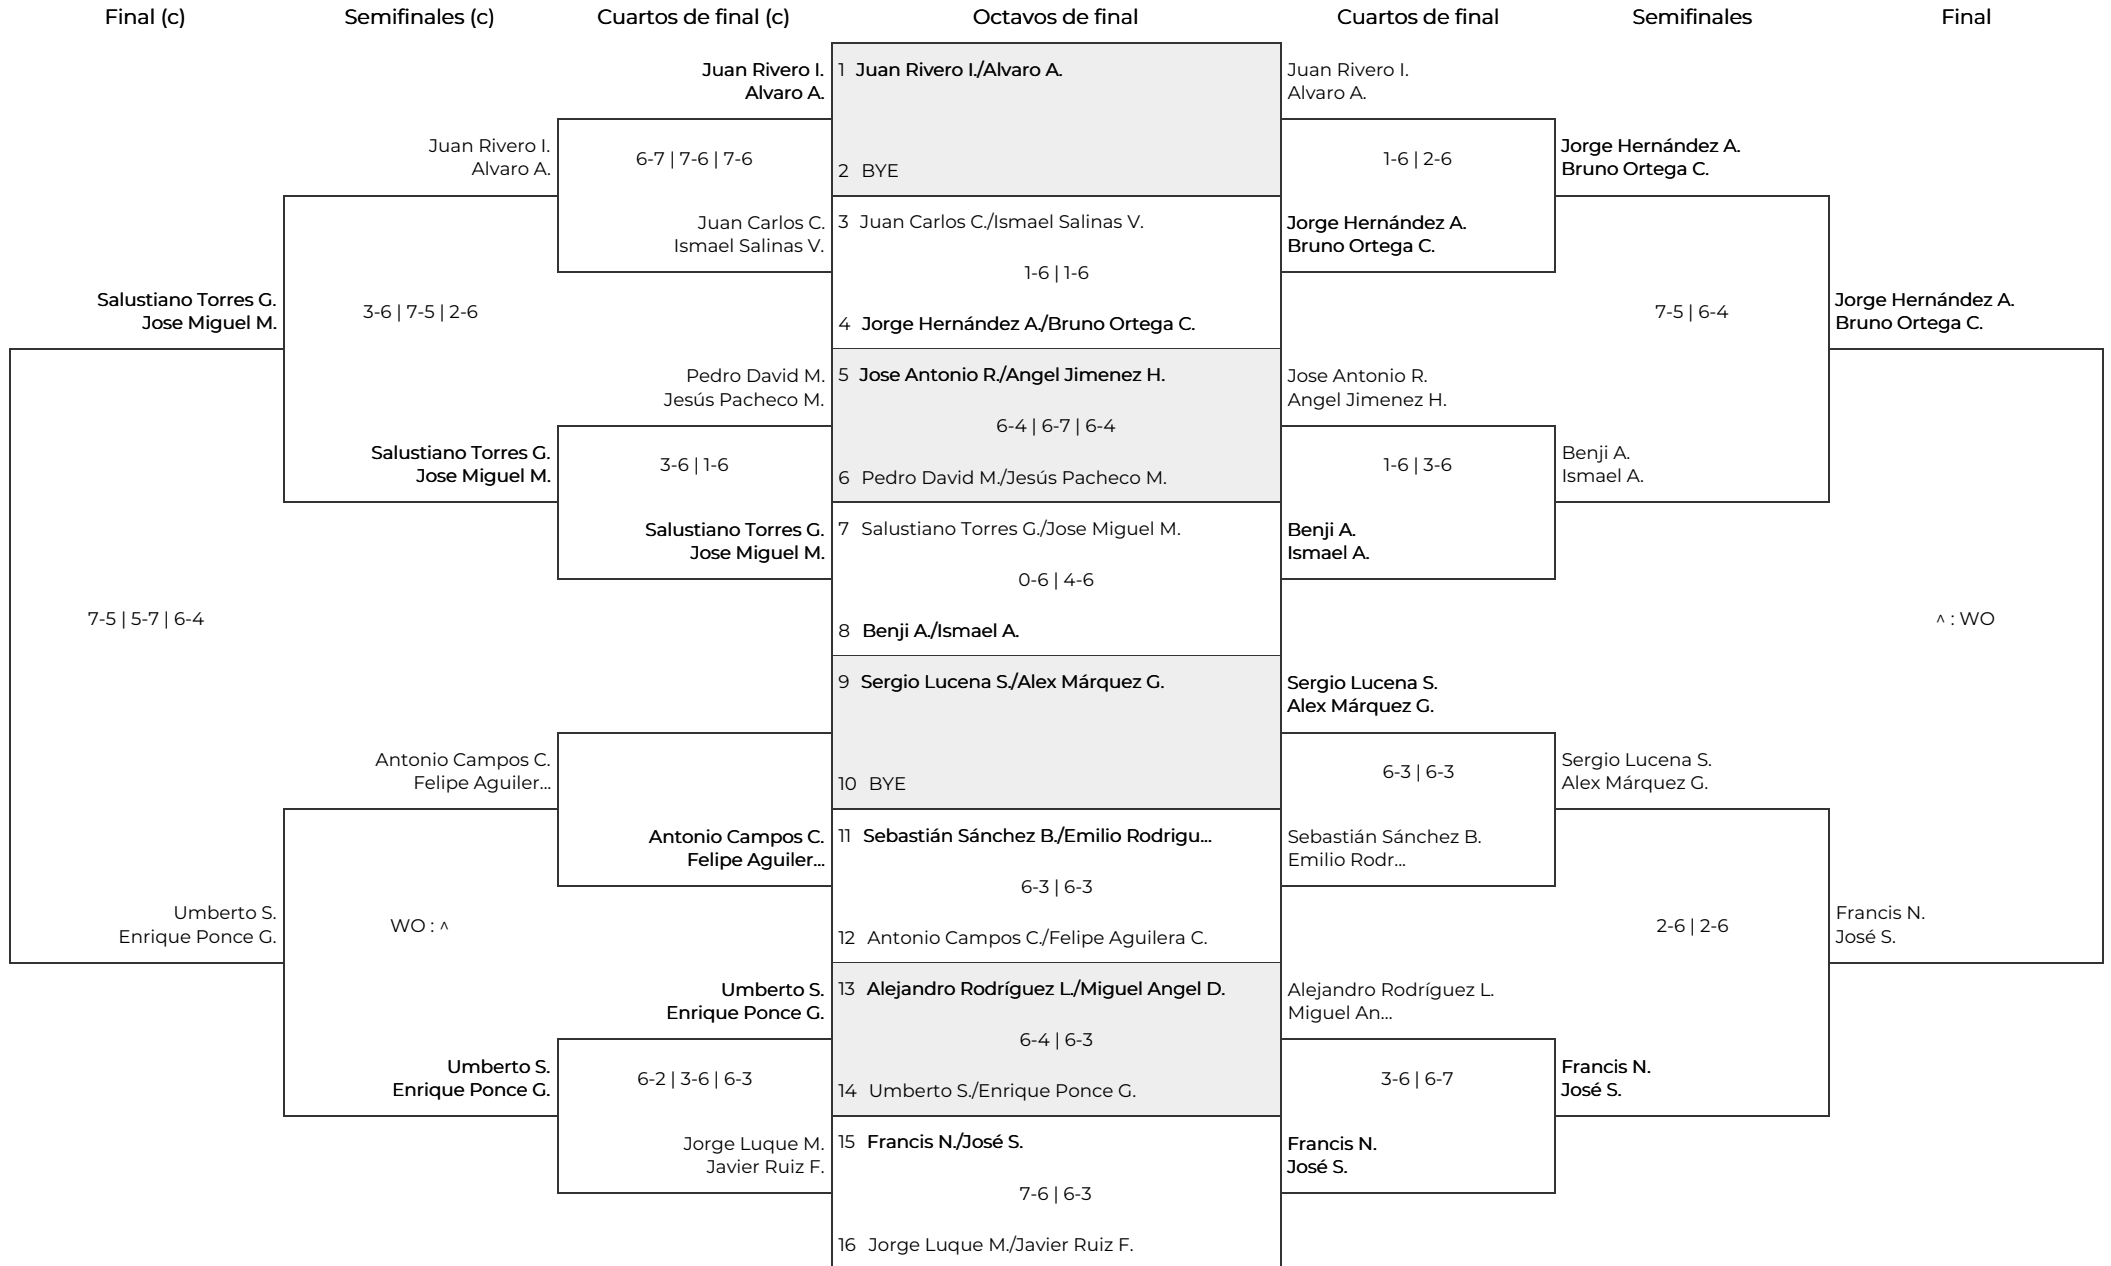 Final (c)
Semifinales (c)
Cuartos de final (c)
Octavos de final
Cuartos de final
Semifinales
Final
Salustiano Torres G.
Jose Miguel M.
7-5 | 5-7 | 6-4
Umberto S.
Enrique Ponce G.
Juan Rivero I.
Alvaro A.
3-6 | 7-5 | 2-6
Salustiano Torres G.
Jose Miguel M.
Antonio Campos C.
Felipe Aguiler...
WO : ^
Umberto S.
Enrique Ponce G.
Juan Rivero I.
Alvaro A.
6-7 | 7-6 | 7-6
Juan Carlos C.
Ismael Salinas V.
Pedro David M.
Jesús Pacheco M.
3-6 | 1-6
Salustiano Torres G.
Jose Miguel M.
Antonio Campos C.
Felipe Aguiler...
Umberto S.
Enrique Ponce G.
6-2 | 3-6 | 6-3
Jorge Luque M.
Javier Ruiz F.
1 Juan Rivero I./Alvaro A.
2 BYE
3 Juan Carlos C./Ismael Salinas V.
1-6 | 1-6
4 Jorge Hernández A./Bruno Ortega C.
5 Jose Antonio R./Angel Jimenez H.
6-4 | 6-7 | 6-4
6 Pedro David M./Jesús Pacheco M.
7 Salustiano Torres G./Jose Miguel M.
0-6 | 4-6
8 Benji A./Ismael A.
9 Sergio Lucena S./Alex Márquez G.
10 BYE
11 Sebastián Sánchez B./Emilio Rodrigu...
6-3 | 6-3
12 Antonio Campos C./Felipe Aguilera C.
13 Alejandro Rodríguez L./Miguel Angel D.
6-4 | 6-3
14 Umberto S./Enrique Ponce G.
15 Francis N./José S.
7-6 | 6-3
16 Jorge Luque M./Javier Ruiz F.
Juan Rivero I.
Alvaro A.
1-6 | 2-6
Jorge Hernández A.
Bruno Ortega C.
Jose Antonio R.
Angel Jimenez H.
1-6 | 3-6
Benji A.
Ismael A.
Sergio Lucena S.
Alex Márquez G.
6-3 | 6-3
Sebastián Sánchez B.
Emilio Rodr...
Alejandro Rodríguez L.
Miguel An...
3-6 | 6-7
Francis N.
José S.
Jorge Hernández A.
Bruno Ortega C.
7-5 | 6-4
Benji A.
Ismael A.
Sergio Lucena S.
Alex Márquez G.
2-6 | 2-6
Francis N.
José S.
Jorge Hernández A.
Bruno Ortega C.
^ : WO
Francis N.
José S.